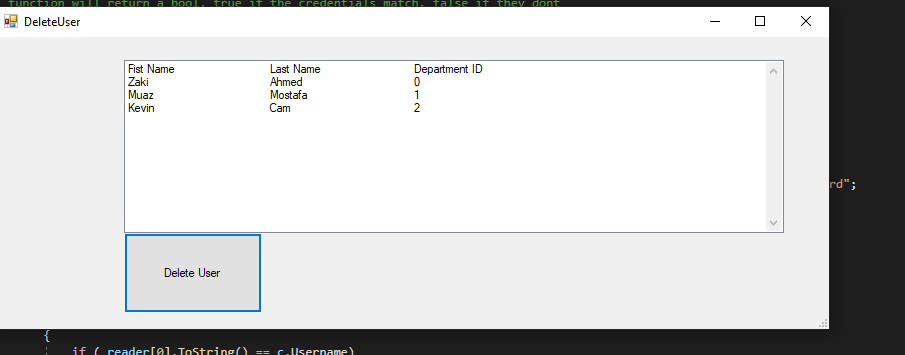 function will return a bool, true if the credentials match, false if they dont
DeleteUser
Fist Name Last Name Department ID
Zaki Ahmed 0
Muaz Mostafa 1
Kevin Cam 2
rd";
Delete User
{
if ( reader[0].ToString() == c.Username)